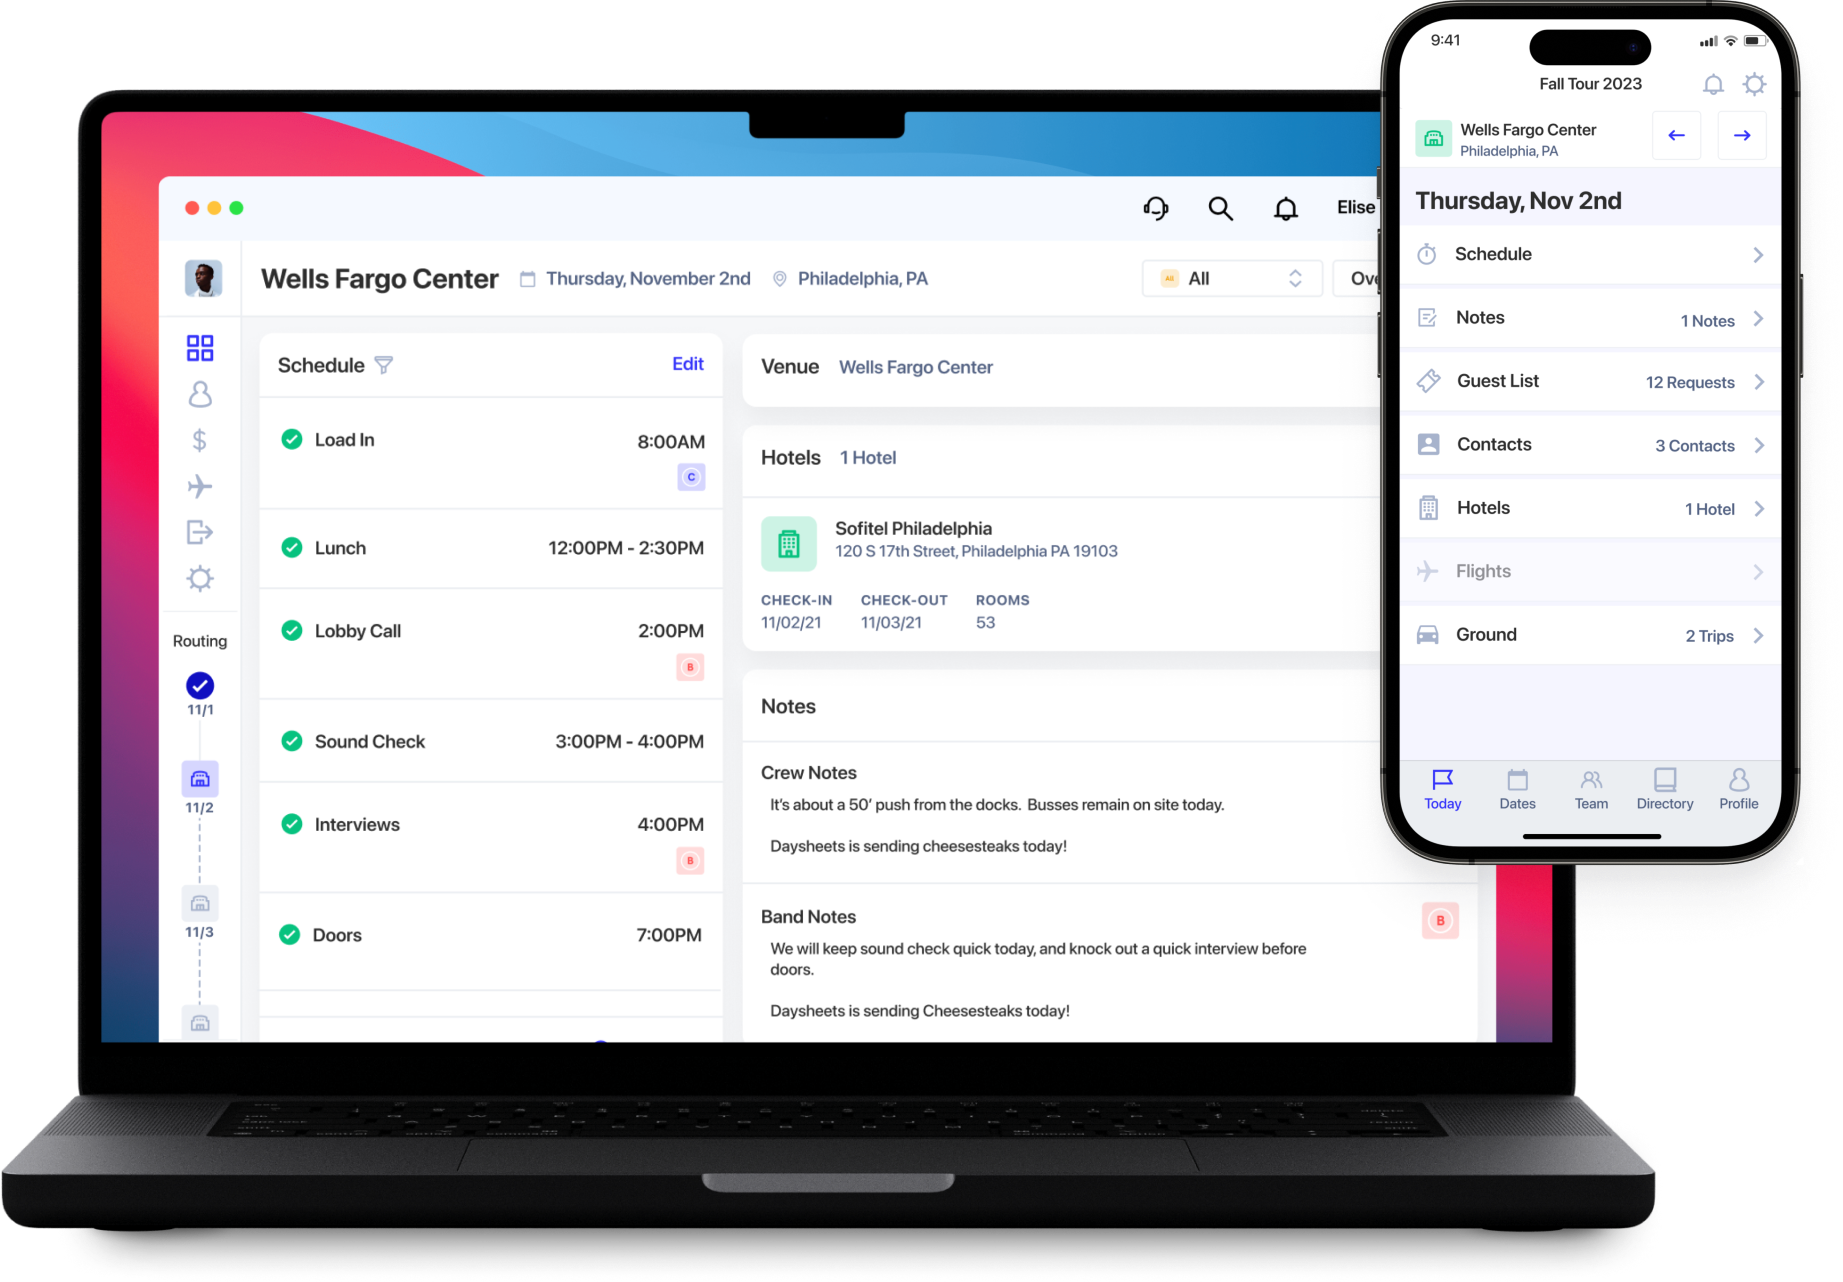 Elise
Wells Fargo Center
Thursday, November 2nd
Philadelphia, PA
All
All
Schedule
Edit
Load In
8:00AM
C
Lunch
12:00PM - 2:30PM
Lobby Call
2:00PM
B
Sound Check
3:00PM - 4:00PM
Interviews
4:00PM
B
Doors
7:00PM
Routing
11/1
11/2
11/3
Venue
Wells Fargo Center
Hotels
1 Hotel
Sofitel Philadelphia
120 S 17th Street, Philadelphia PA 19103
CHECK-IN
CHECK-OUT
ROOMS
11/02/21
11/03/21
53
Notes
Crew Notes
It's about a 50' push from the docks. Busses remain on site today.
Daysheets is sending cheesesteaks today!
Band Notes
B
We will keep sound check quick today, and knock out a quick interview before
doors.
Daysheets is sending Cheesesteaks today!
9:41
Fall Tour 2023
Wells Fargo Center
Philadelphia, PA
Thursday, Nov 2nd
Schedule
Notes
1 Notes
Guest List
12 Requests
Contacts
3 Contacts
Hotels
1 Hotel
Flights
Ground
2 Trips
Today
Dates
Team
Directory
Profile